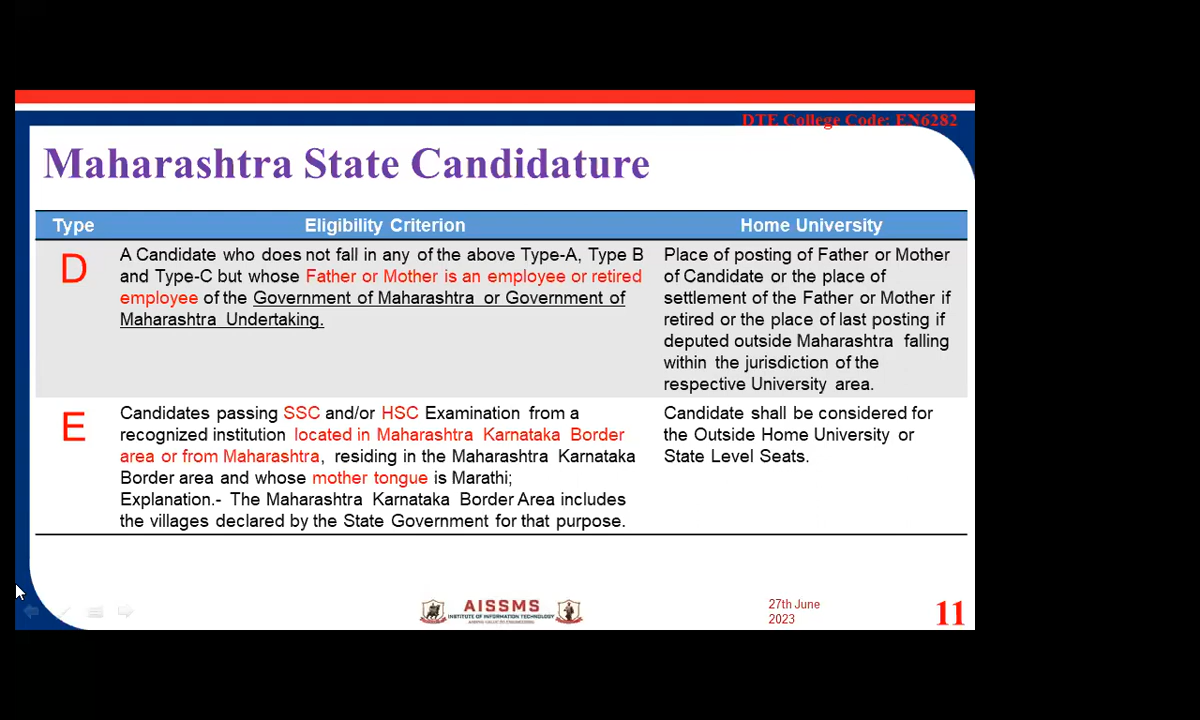 DTE College Code: EN6282
Maharashtra State Candidature
Type Eligibility Criterion Home University
D
A Candidate who does not fall in any of the above Type-A, Type B
and Type-C but whose Father or Mother is an employee or retired
employee of the Government of Maharashtra or Government of
Maharashtra Undertaking.
Place of posting of Father or Mother
of Candidate or the place of
settlement of the Father or Mother if
retired or the place of last posting if
deputed outside Maharashtra falling
within the jurisdiction of the
respective University area.
E
Candidates passing SSC and/or HSC Examination from a
recognized institution located in Maharashtra Karnataka Border
area or from Maharashtra, residing in the Maharashtra Karnataka
Border area and whose mother tongue is Marathi;
Explanation.- The Maharashtra Karnataka Border Area includes
the villages declared by the State Government for that purpose.
Candidate shall be considered for
the Outside Home University or
State Level Seats.
AISSMS
INSTITUTE OF INFORMATION TECHNOLOGY
27th June
2023
11